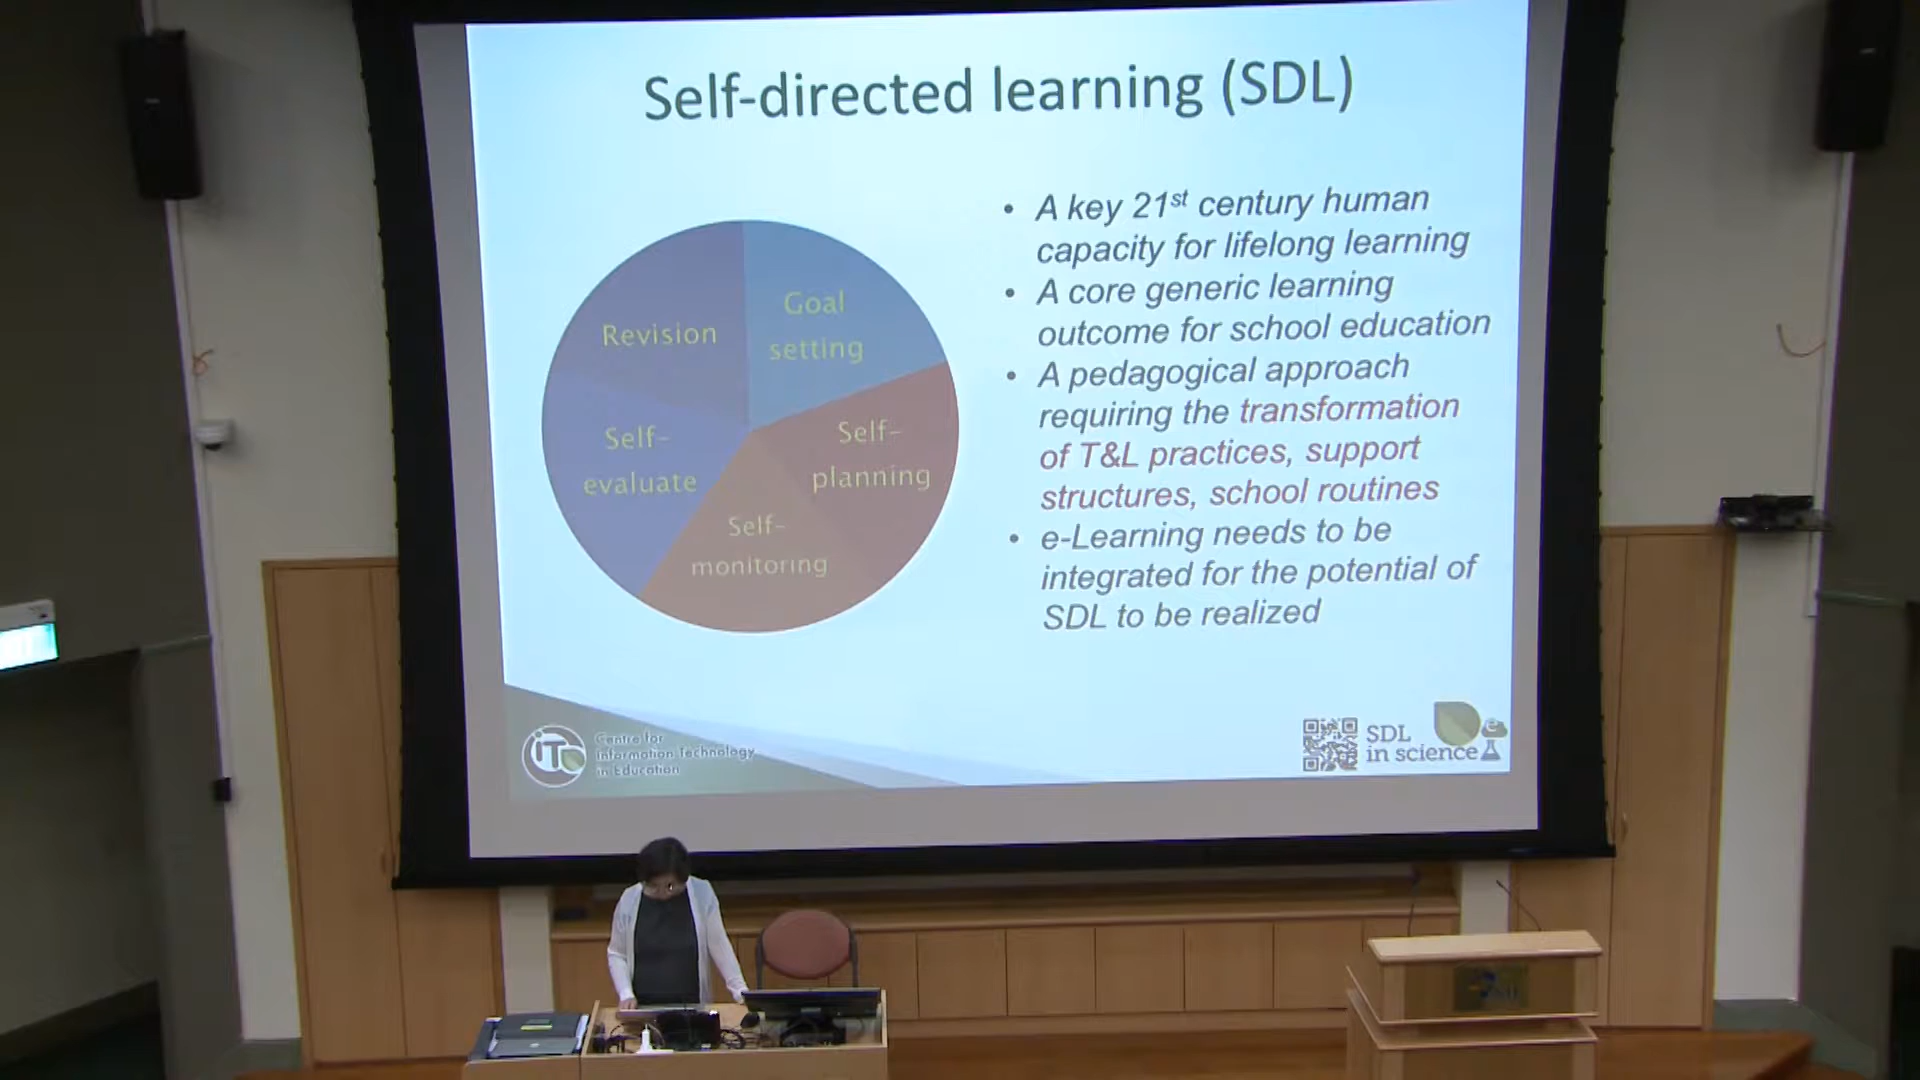 Self-directed learning (SDL)
Revision
Goal
setting
Self-
planning
Self-
monitoring
Self-
evaluate
• A key 21st century human
capacity for lifelong learning
• A core generic learning
outcome for school education
• A pedagogical approach
requiring the transformation
of T&L practices, support
structures, school routines
• e-Learning needs to be
integrated for the potential of
SDL to be realized
Centre for
Information Technology
in Education
SDL
in science
e